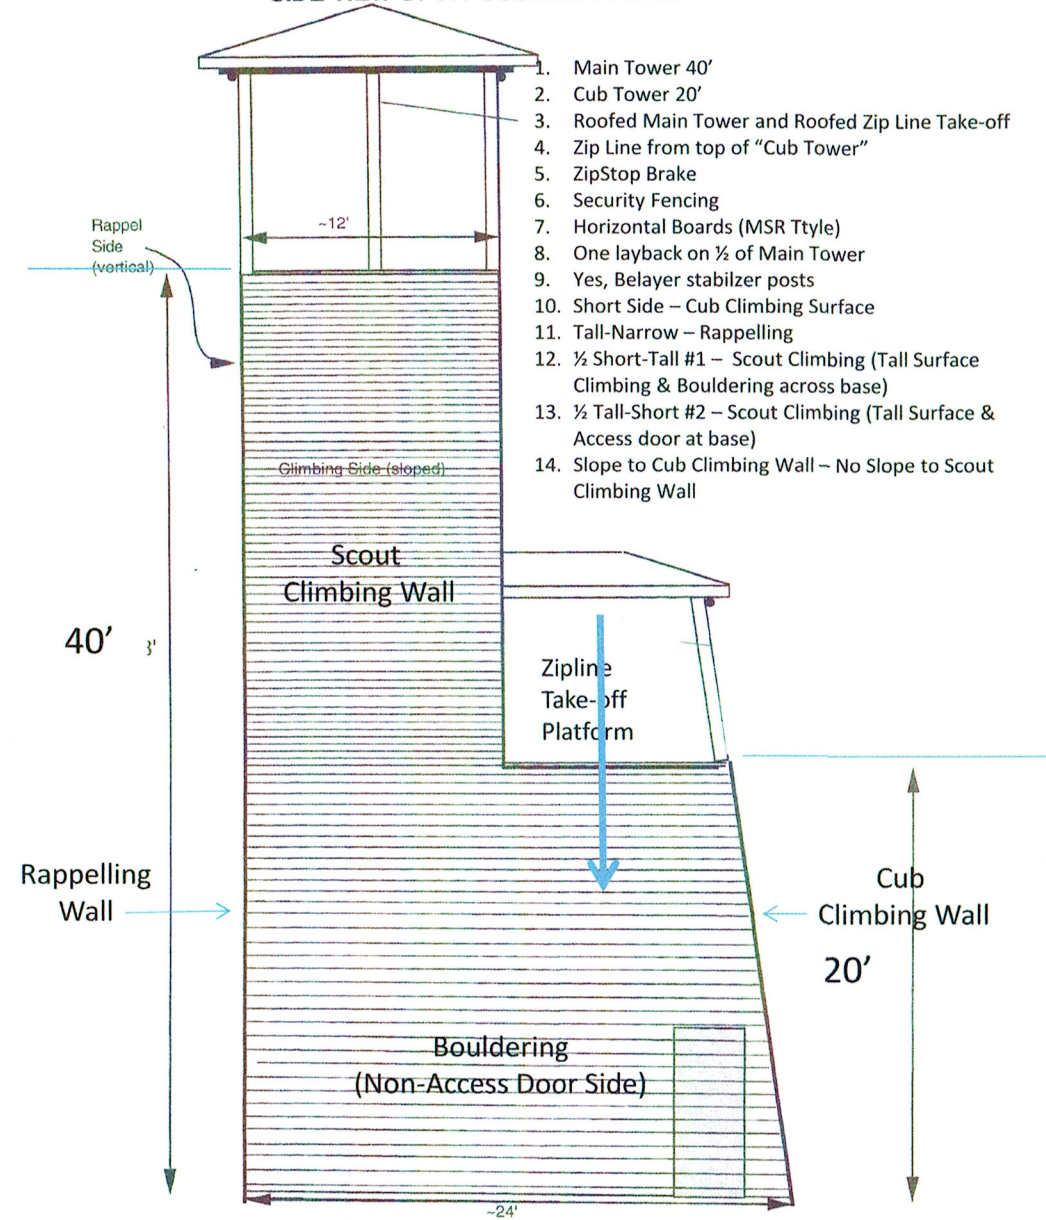 1. Main Tower 40’
2. Cub Tower 20’
3. Roofed Main Tower and Roofed Zip Line Take-off
4. Zip Line from top of “Cub Tower”
5. ZipStop Brake
6. Security Fencing
7. Horizontal Boards (MSR Ttyle)
8. One layback on ½ of Main Tower
9. Yes, Belayer stabilzer posts
10. Short Side – Cub Climbing Surface
11. Tall-Narrow – Rappelling
12. ½ Short-Tall #1 – Scout Climbing (Tall Surface
Climbing & Bouldering across base)
13. ½ Tall-Short #2 – Scout Climbing (Tall Surface &
Access door at base)
14. Slope to Cub Climbing Wall – No Slope to Scout
Climbing Wall
~12'
Rappel
Side
(vertical)
Climbing Side (sloped)
Scout
Climbing Wall
40’
3'
Zipline
Take-off
Platform
Rappelling
Wall
Cub
Climbing Wall
20’
Bouldering
(Non-Access Door Side)
~24'